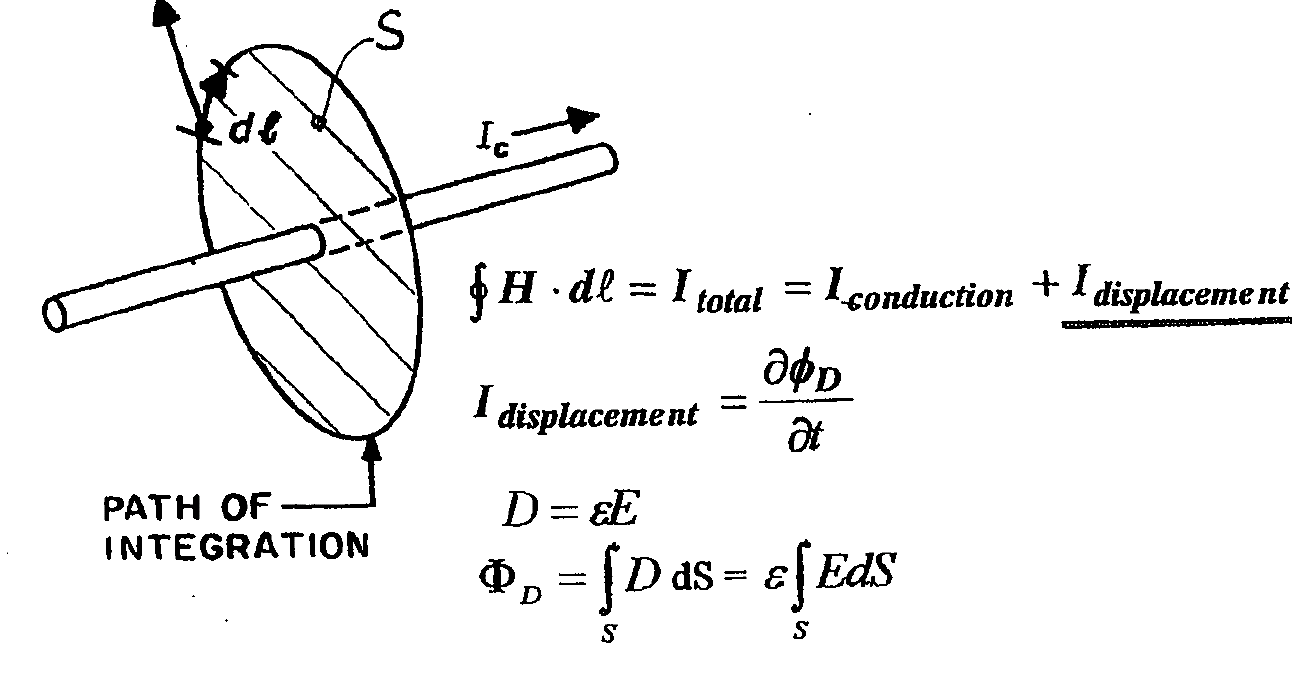 S
dℓ
I_c
∮ H · dℓ = I_total = I_conduction + I_displacement
I_displacement = ∂ϕ_D / ∂t
D = εE
Φ_D = ∫_S D dS = ε ∫_S EdS
PATH OF
INTEGRATION